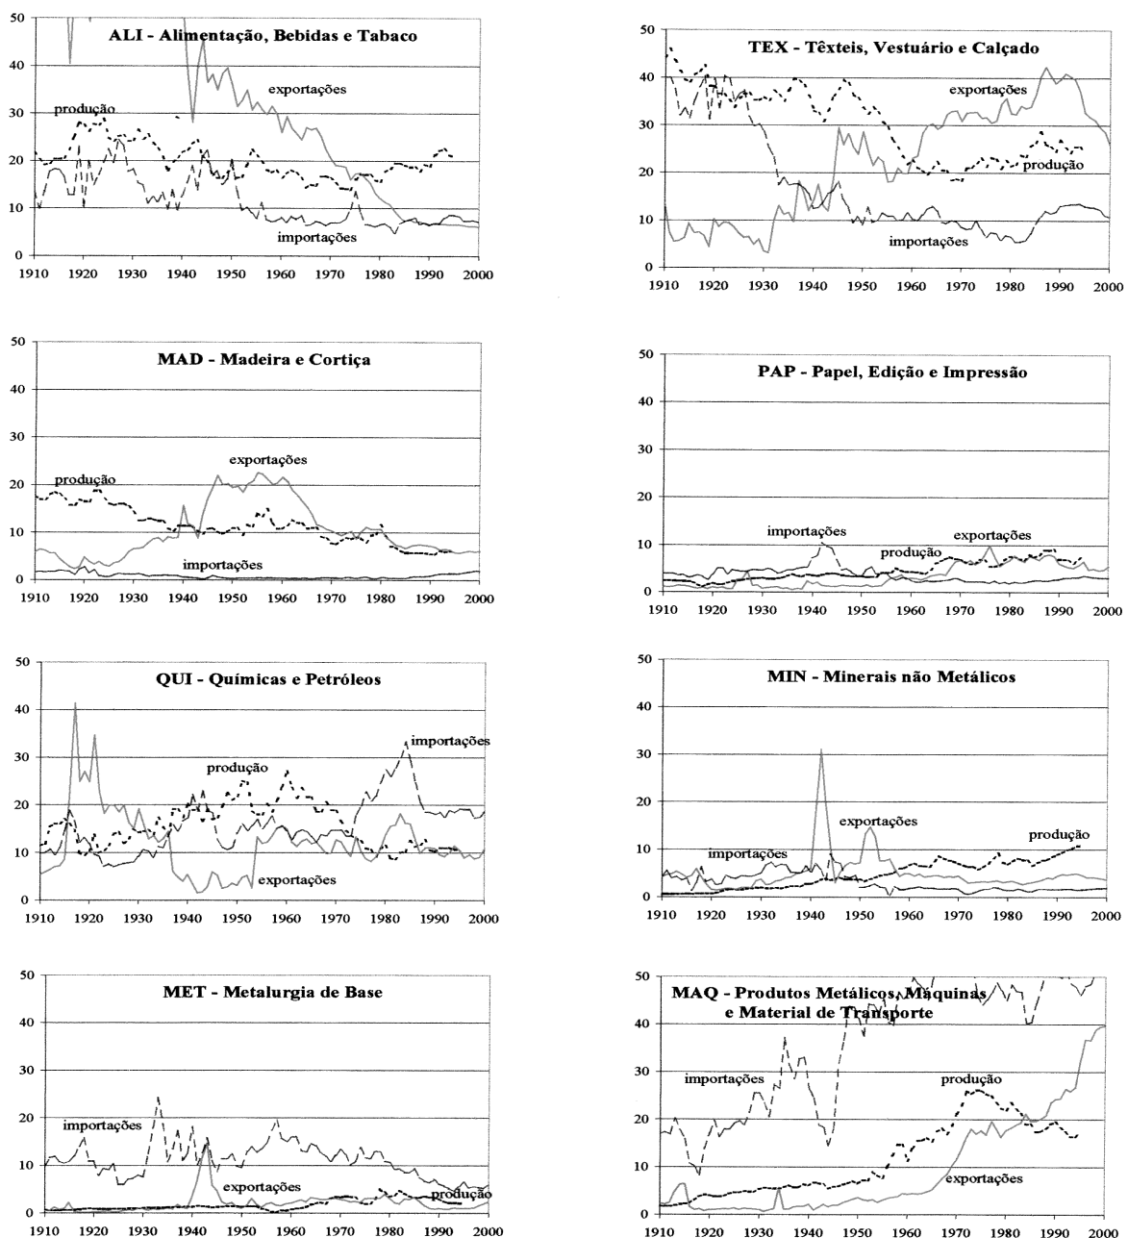 ALI - Alimentação, Bebidas e Tabaco
50
40
30
20
10
0
exportações
produção
importações
1910 1920 1930 1940 1950 1960 1970 1980 1990 2000
TEX - Têxteis, Vestuário e Calçado
50
40
30
20
10
0
exportações
produção
importações
1910 1920 1930 1940 1950 1960 1970 1980 1990 2000
MAD - Madeira e Cortiça
50
40
30
20
10
0
exportações
produção
importações
1910 1920 1930 1940 1950 1960 1970 1980 1990 2000
PAP - Papel, Edição e Impressão
50
40
30
20
10
0
importações
exportações
produção
1910 1920 1930 1940 1950 1960 1970 1980 1990 2000
QUI - Químicas e Petróleos
50
40
30
20
10
0
importações
produção
exportações
1910 1920 1930 1940 1950 1960 1970 1980 1990 2000
MIN - Minerais não Metálicos
50
40
30
20
10
0
exportações
produção
importações
1910 1920 1930 1940 1950 1960 1970 1980 1990 2000
MET - Metalurgia de Base
50
40
30
20
10
0
importações
exportações
produção
1910 1920 1930 1940 1950 1960 1970 1980 1990 2000
MAQ - Produtos Metálicos, Máquinas
e Material de Transporte
50
40
30
20
10
0
importações
produção
exportações
1910 1920 1930 1940 1950 1960 1970 1980 1990 2000